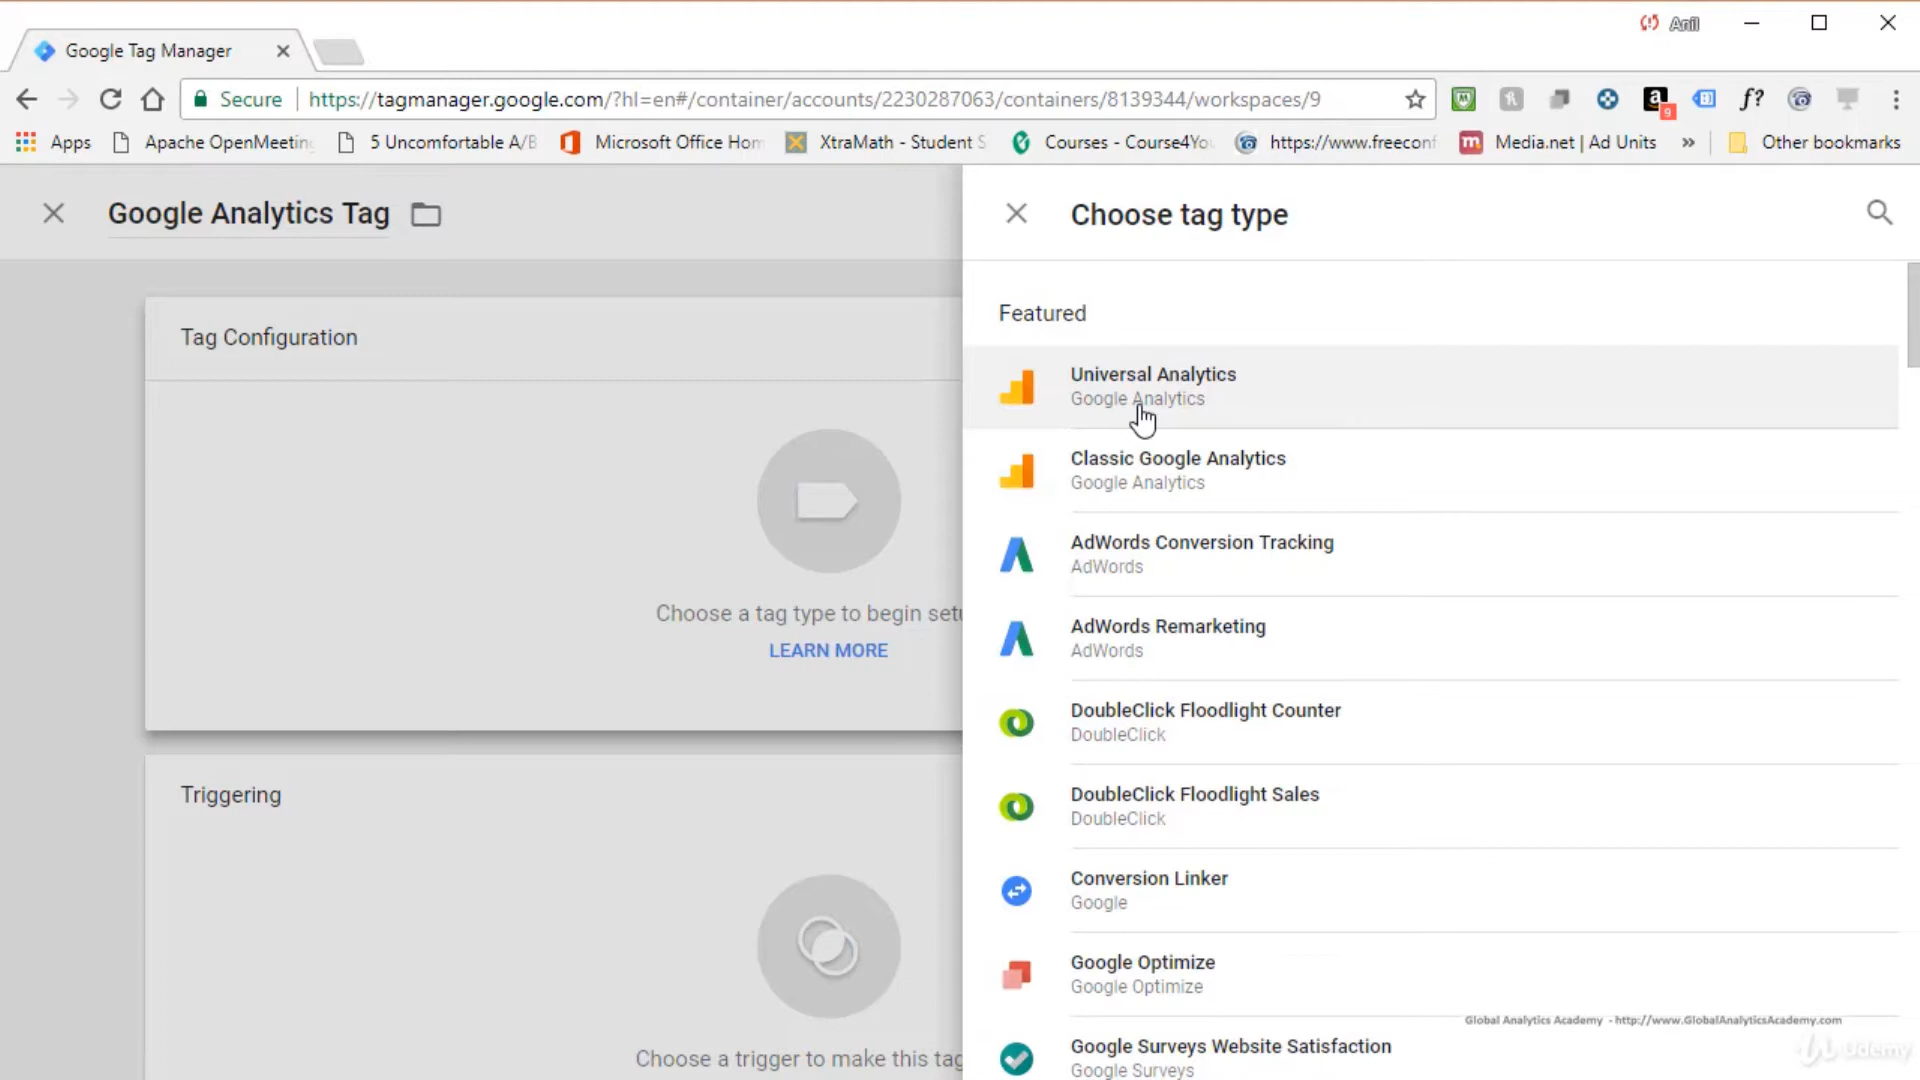 Anil
Google Tag Manager
Secure https://tagmanager.google.com/?hl=en#/container/accounts/2230287063/containers/8139344/workspaces/9
a 9 f?
Apps Apache OpenMeeting 5 Uncomfortable A/B Microsoft Office Hom XtraMath - Student S Courses - Course4Yo https://www.freeconf m Media.net | Ad Units » Other bookmarks
Google Analytics Tag
Choose tag type
Featured
Tag Configuration
Universal Analytics
Google Analytics
Classic Google Analytics
Google Analytics
AdWords Conversion Tracking
AdWords
Choose a tag type to begin setu
LEARN MORE
AdWords Remarketing
AdWords
DoubleClick Floodlight Counter
DoubleClick
Triggering
DoubleClick Floodlight Sales
DoubleClick
Conversion Linker
Google
Google Optimize
Google Optimize
Global Analytics Academy - http://www.GlobalAnalyticsAcademy.com
Choose a trigger to make this tag
Google Surveys Website Satisfaction
Google Surveys
Udemy